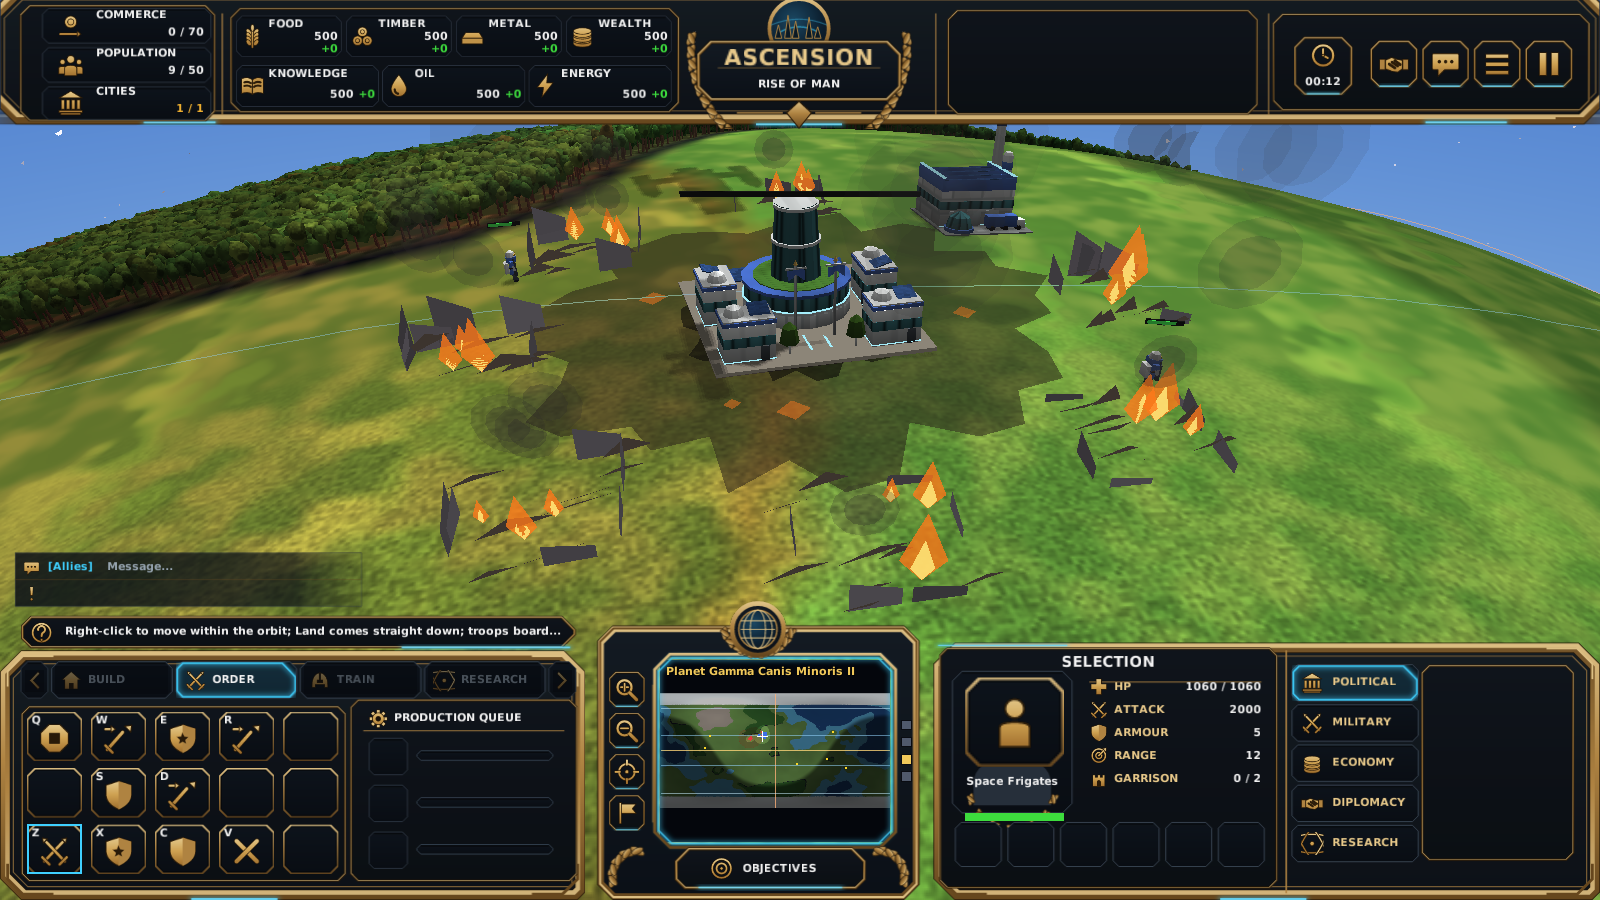 COMMERCE
0 / 70
POPULATION
9 / 50
CITIES
1 / 1
FOOD
500
+0
TIMBER
500
+0
METAL
500
+0
WEALTH
500
+0
KNOWLEDGE
500 +0
OIL
500 +0
ENERGY
500 +0
ASCENSION
RISE OF MAN
00:12
[Allies] Message...
!
Right-click to move within the orbit; Land comes straight down; troops board...
BUILD
ORDER
TRAIN
RESEARCH
Q
W
E
R
S
D
Z
X
C
V
PRODUCTION QUEUE
Planet Gamma Canis Minoris II
OBJECTIVES
SELECTION
Space Frigates
HP 1060 / 1060
ATTACK 2000
ARMOUR 5
RANGE 12
GARRISON 0 / 2
POLITICAL
MILITARY
ECONOMY
DIPLOMACY
RESEARCH